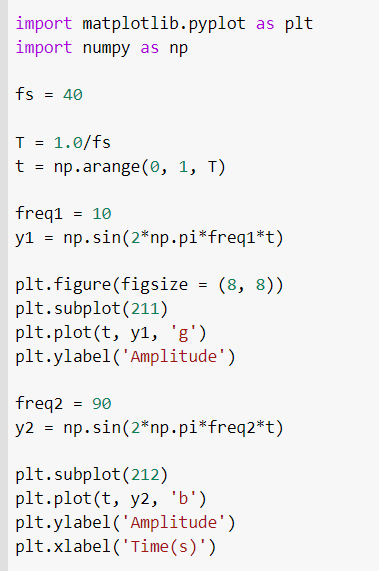 import matplotlib.pyplot as plt
import numpy as np
fs = 40
T = 1.0/fs
t = np.arange(0, 1, T)
freq1 = 10
y1 = np.sin(2*np.pi*freq1*t)
plt.figure(figsize = (8, 8))
plt.subplot(211)
plt.plot(t, y1, 'g')
plt.ylabel('Amplitude')
freq2 = 90
y2 = np.sin(2*np.pi*freq2*t)
plt.subplot(212)
plt.plot(t, y2, 'b')
plt.ylabel('Amplitude')
plt.xlabel('Time(s)')